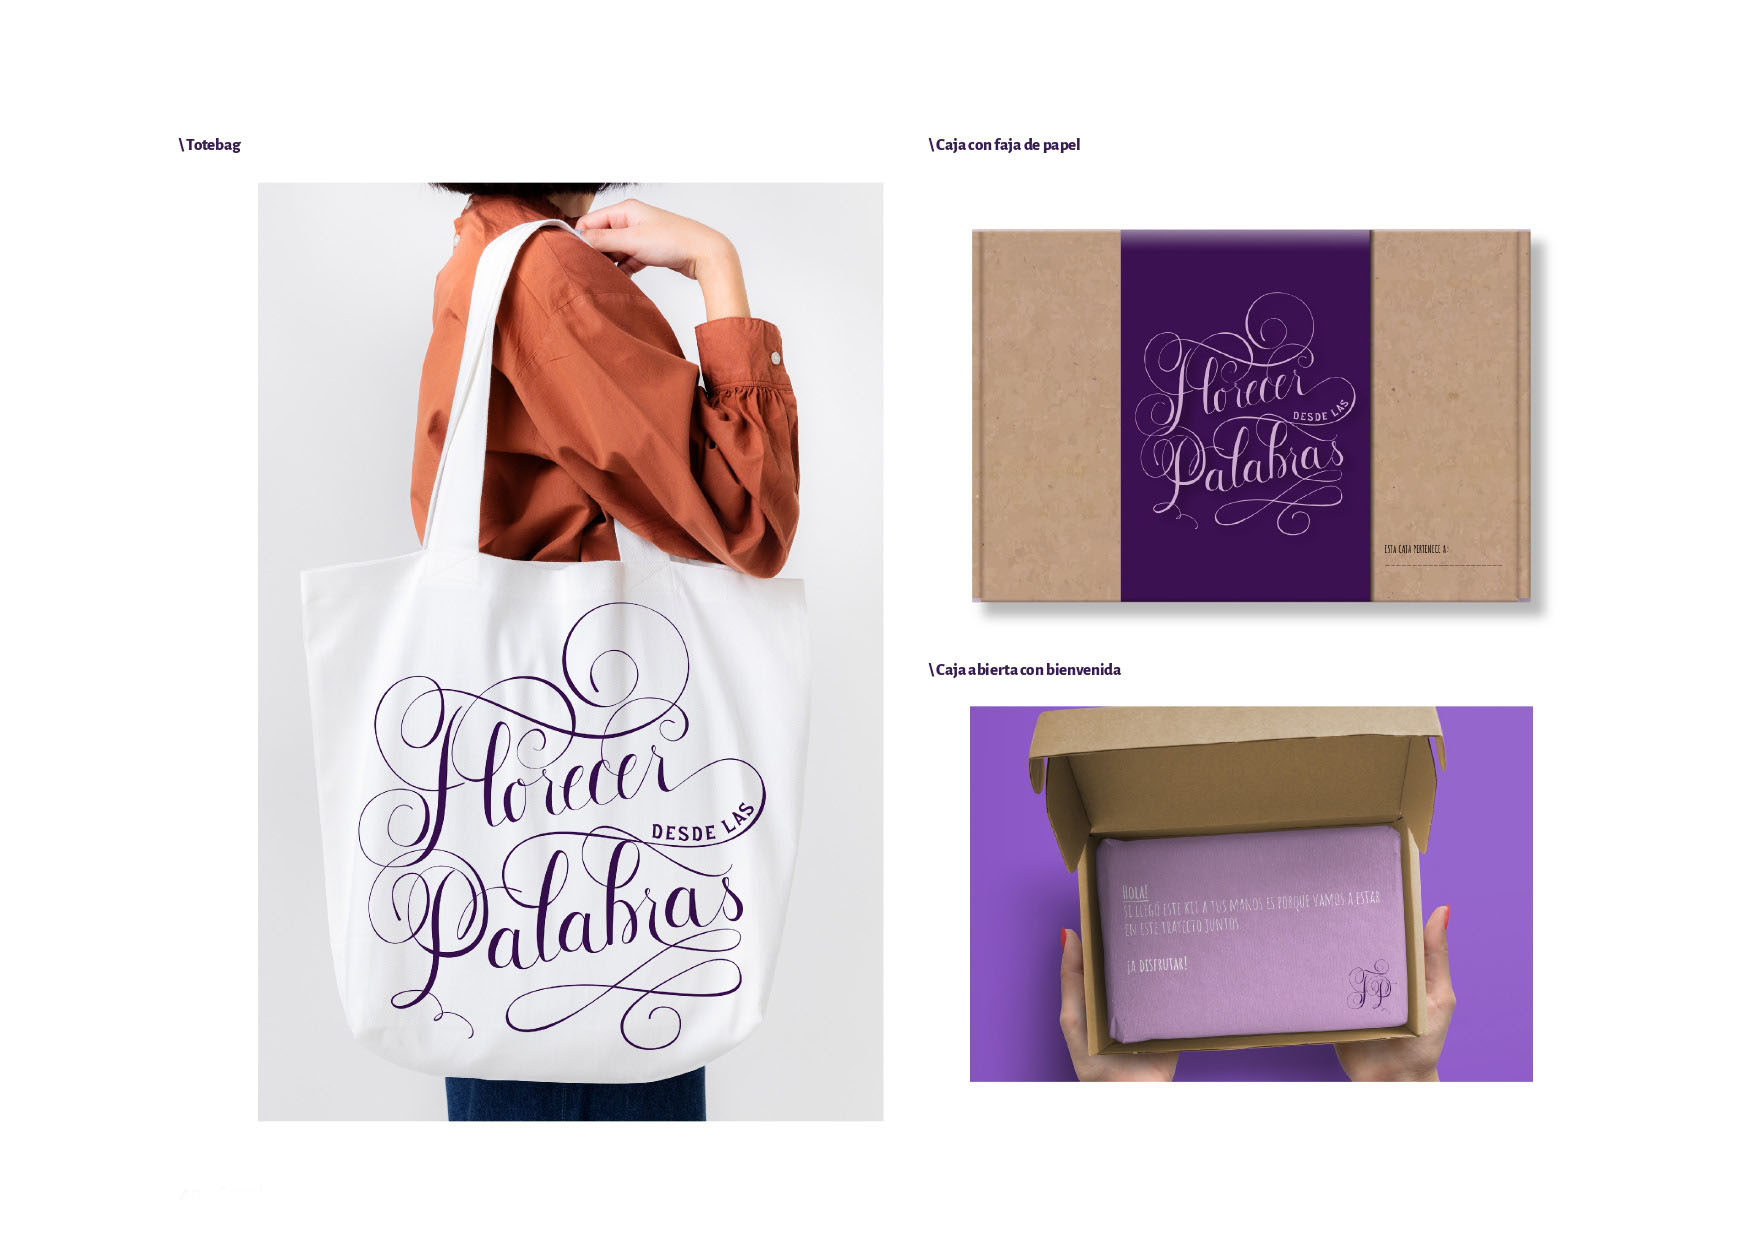 \ Totebag
Florecer
DESDE LAS
Palabras
\ Caja con faja de papel
Florecer
DESDE LAS
Palabras
ESTA CAJA PERTENECE A:
\ Caja abierta con bienvenida
HOLA!
SI LLEGÓ ESTE KIT A TUS MANOS ES PORQUE VAMOS A ESTAR
EN ESTE TRAYECTO JUNTOS
¡A DISFRUTAR!
FP